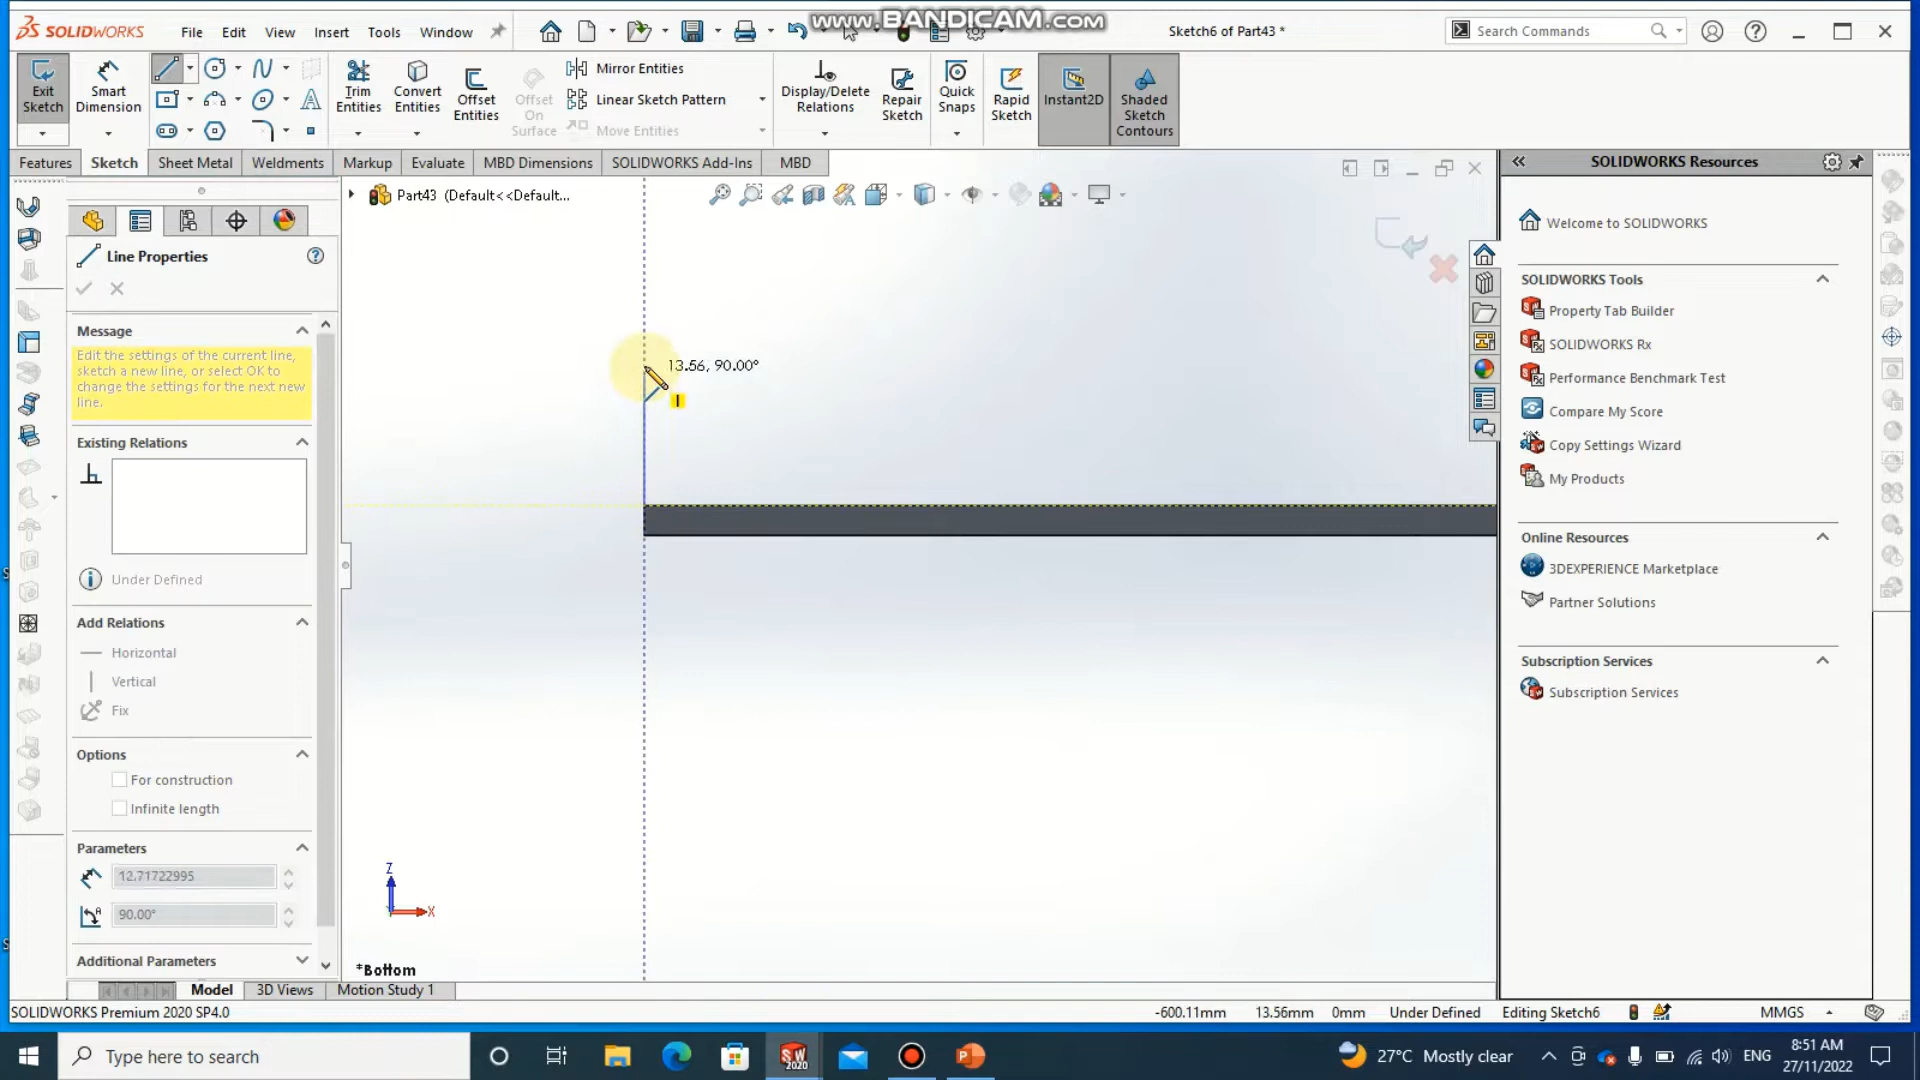 www.BANDICAM.com
SOLIDWORKS File Edit View Insert Tools Window Sketch6 of Part43 * Search Commands
Exit Sketch
Smart Dimension
Trim Entities
Convert Entities
Offset Entities
Offset On Surface
Mirror Entities
Linear Sketch Pattern
Move Entities
Display/Delete Relations
Repair Sketch
Quick Snaps
Rapid Sketch
Instant2D
Shaded Sketch Contours
Features Sketch Sheet Metal Weldments Markup Evaluate MBD Dimensions SOLIDWORKS Add-Ins MBD
Part43 (Default<<Default...
Line Properties
Message
Edit the settings of the current line,
sketch a new line, or select OK to
change the settings for the next new
line.
Existing Relations
Under Defined
Add Relations
Horizontal
Vertical
Fix
Options
For construction
Infinite length
Parameters
12.71722995
90.00°
Additional Parameters
13.56, 90.00°
Z
X
*Bottom
SOLIDWORKS Resources
Welcome to SOLIDWORKS
SOLIDWORKS Tools
Property Tab Builder
SOLIDWORKS Rx
Performance Benchmark Test
Compare My Score
Copy Settings Wizard
My Products
Online Resources
3DEXPERIENCE Marketplace
Partner Solutions
Subscription Services
Subscription Services
Model 3D Views Motion Study 1
SOLIDWORKS Premium 2020 SP4.0 -600.11mm 13.56mm 0mm Under Defined Editing Sketch6 MMGS
Type here to search
SW
2020
27°C Mostly clear
ENG
8:51 AM
27/11/2022